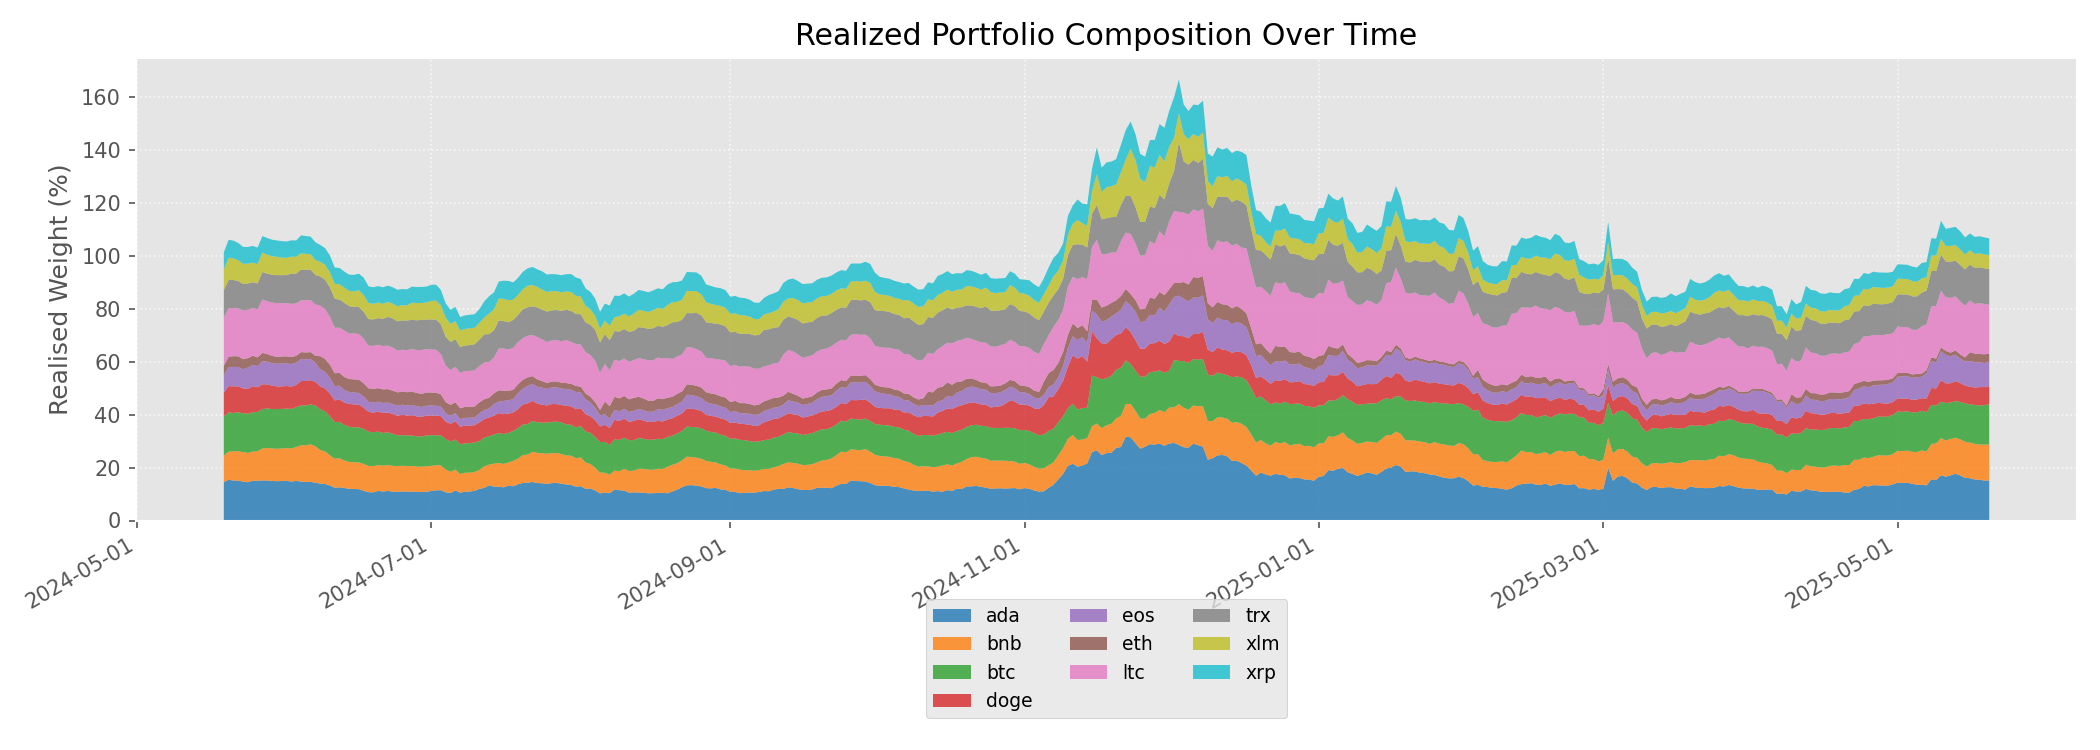 Realized Portfolio Composition Over Time
Realised Weight (%)
160
140
120
100
80
60
40
20
0
2024-05-01
2024-07-01
2024-09-01
2024-11-01
2025-01-01
2025-03-01
2025-05-01
ada
bnb
btc
doge
eos
eth
ltc
trx
xlm
xrp